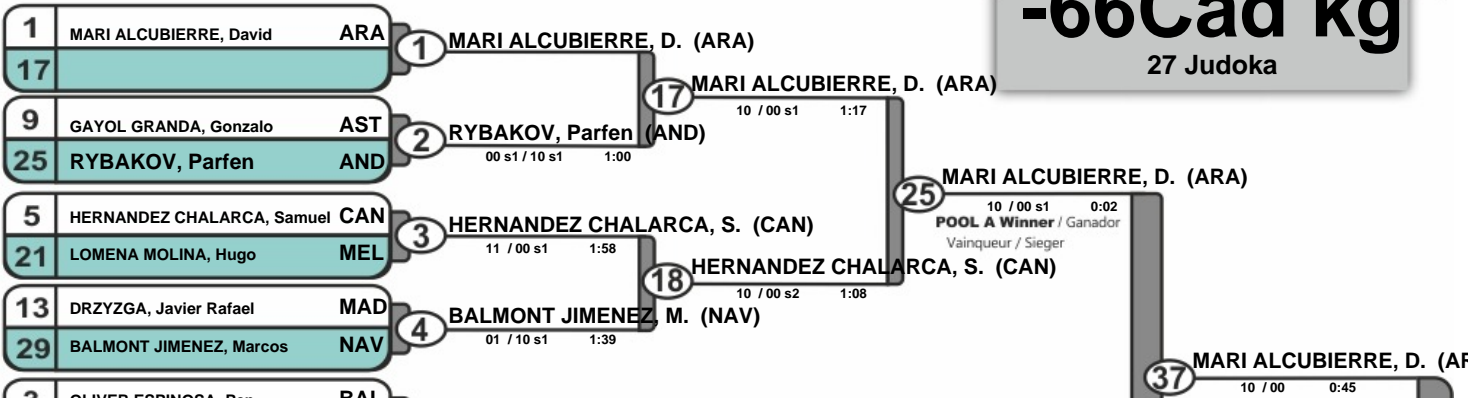 -66Cad kg
27 Judoka
1 MARI ALCUBIERRE, David ARA
17
1 MARI ALCUBIERRE, D. (ARA)
17 MARI ALCUBIERRE, D. (ARA)
10 / 00 s1 1:17
9 GAYOL GRANDA, Gonzalo AST
25 RYBAKOV, Parfen AND
2 RYBAKOV, Parfen (AND)
00 s1 / 10 s1 1:00
25 MARI ALCUBIERRE, D. (ARA)
10 / 00 s1 0:02
POOL A Winner / Ganador
Vainqueur / Sieger
5 HERNANDEZ CHALARCA, Samuel CAN
21 LOMENA MOLINA, Hugo MEL
3 HERNANDEZ CHALARCA, S. (CAN)
11 / 00 s1 1:58
18 HERNANDEZ CHALARCA, S. (CAN)
10 / 00 s2 1:08
13 DRZYZGA, Javier Rafael MAD
29 BALMONT JIMENEZ, Marcos NAV
4 BALMONT JIMENEZ, M. (NAV)
01 / 10 s1 1:39
37 MARI ALCUBIERRE, D. (AR
10 / 00 0:45